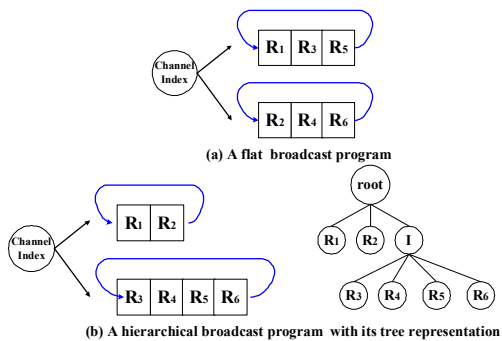 Channel
Index
R1 R3 R5
R2 R4 R6
(a) A flat broadcast program
Channel
Index
R1 R2
R3 R4 R5 R6
root
R1 R2 I
R3 R4 R5 R6
(b) A hierarchical broadcast program with its tree representation